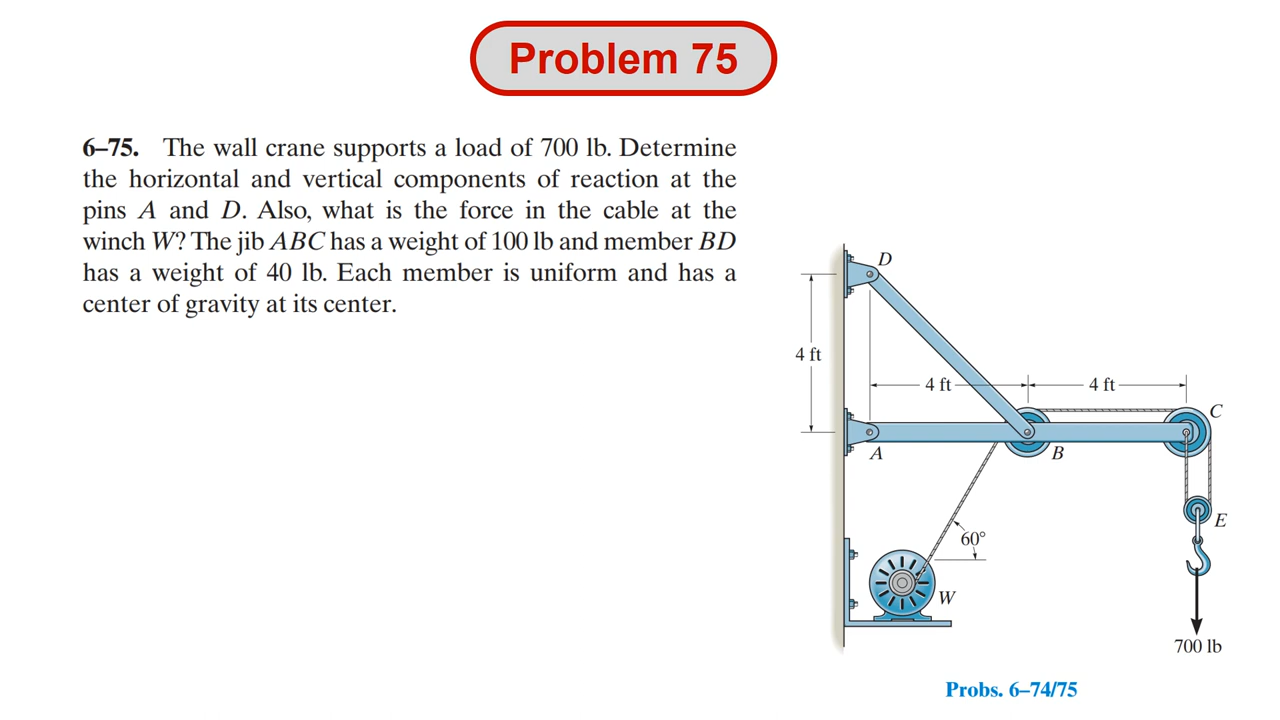 Problem 75
6–75. The wall crane supports a load of 700 lb. Determine
the horizontal and vertical components of reaction at the
pins A and D. Also, what is the force in the cable at the
winch W? The jib ABC has a weight of 100 lb and member BD
has a weight of 40 lb. Each member is uniform and has a
center of gravity at its center.
D
4 ft
4 ft
4 ft
C
A
B
E
60°
W
700 lb
Probs. 6–74/75